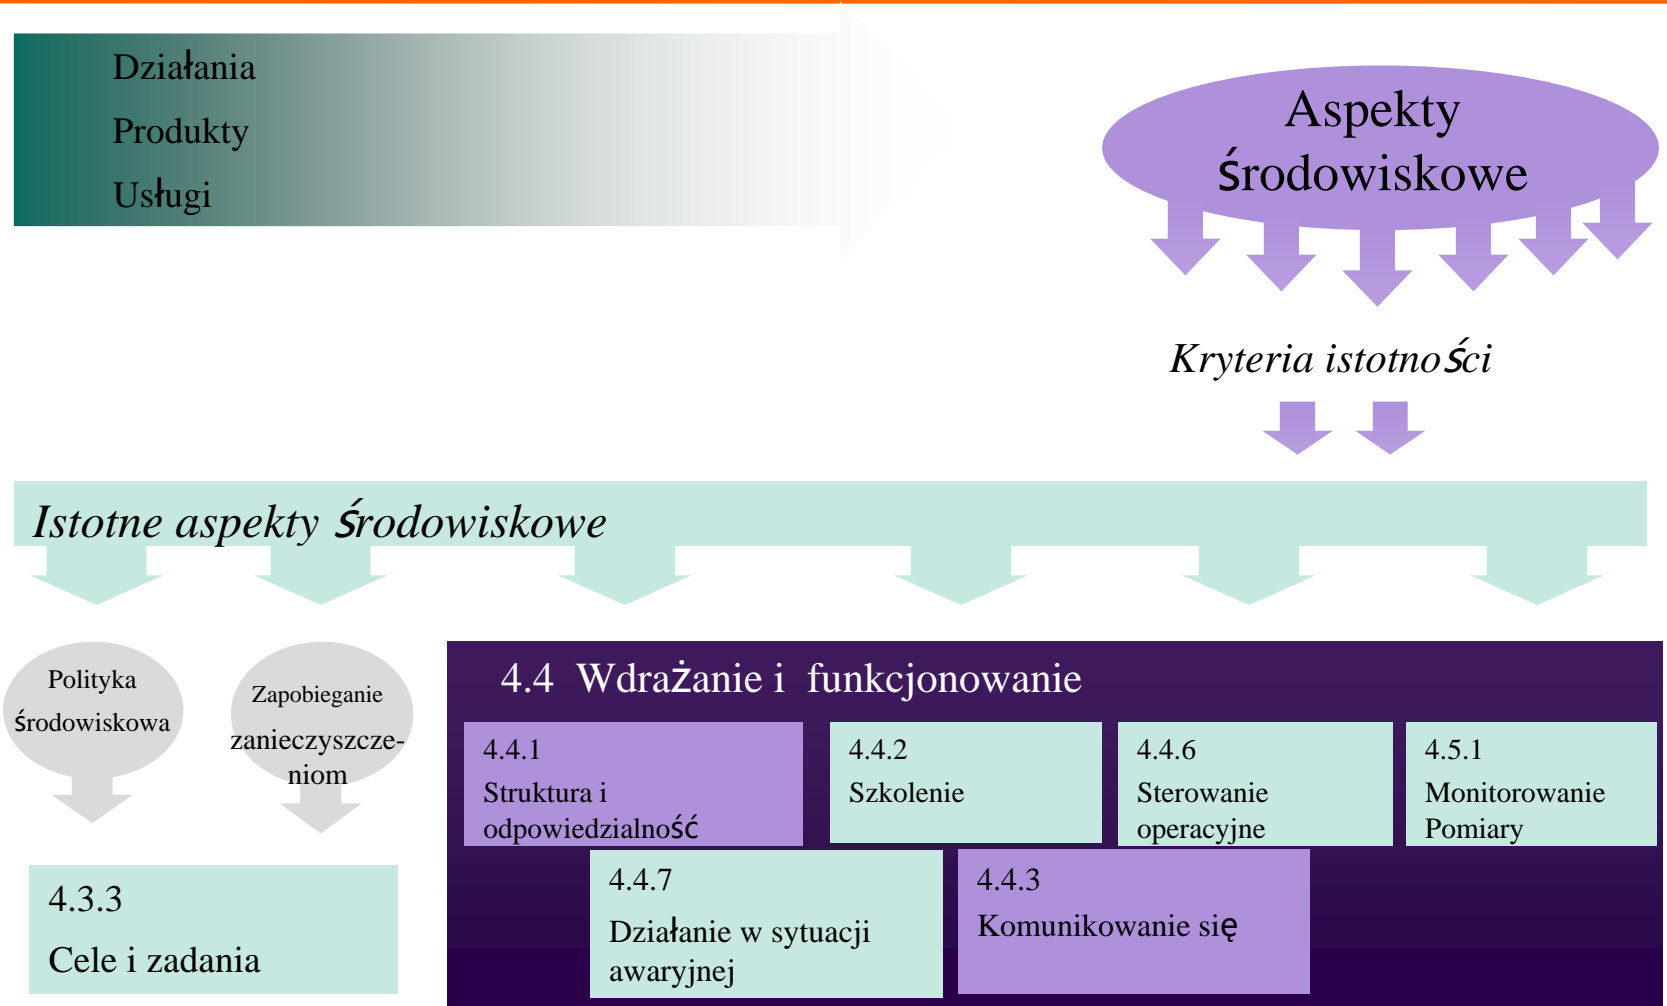 Działania
Produkty
Usługi
Aspekty
środowiskowe
Kryteria istotności
Istotne aspekty środowiskowe
Polityka
środowiskowa
Zapobieganie
zanieczyszcze-
niom
4.3.3
Cele i zadania
4.4 Wdrażanie i funkcjonowanie
4.4.1
Struktura i
odpowiedzialność
4.4.2
Szkolenie
4.4.6
Sterowanie
operacyjne
4.5.1
Monitorowanie
Pomiary
4.4.7
Działanie w sytuacji
awaryjnej
4.4.3
Komunikowanie się